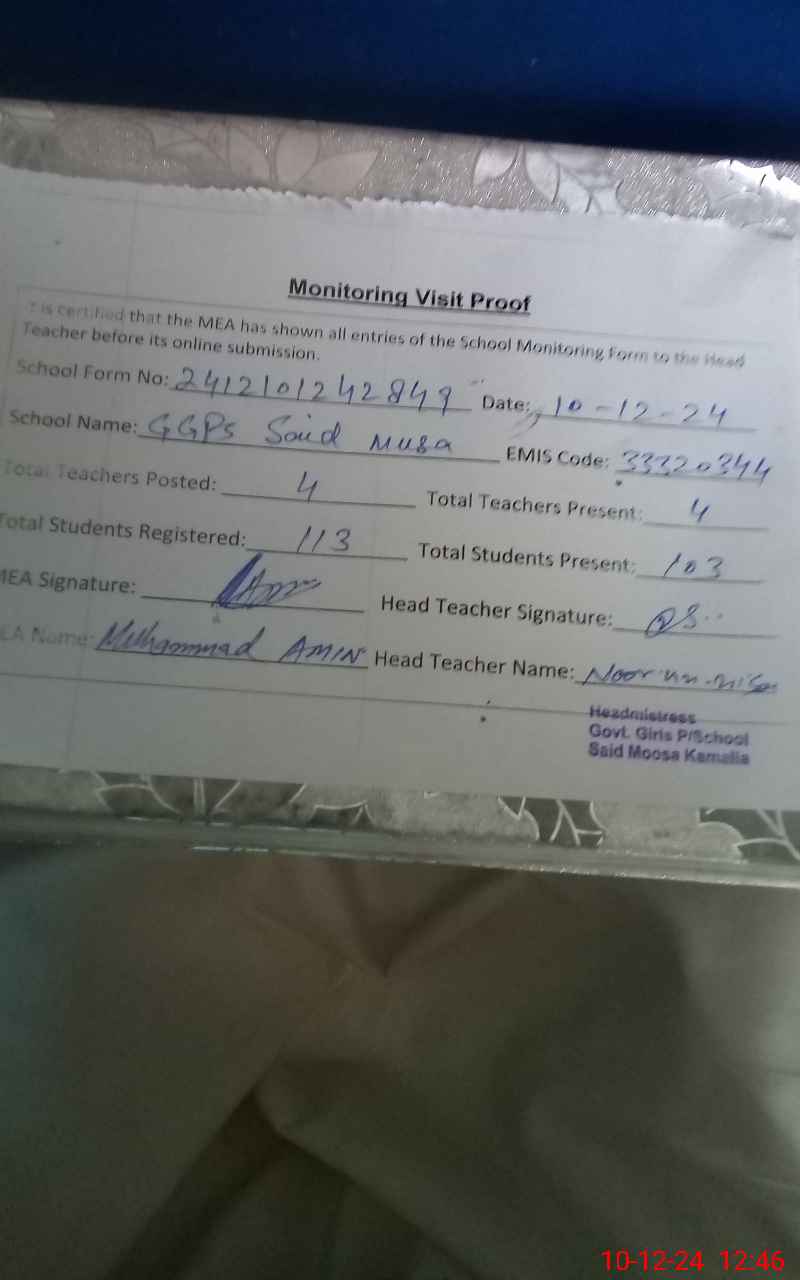 Monitoring Visit Proof
It is certified that the MEA has shown all entries of the School Monitoring Form to the Head
Teacher before its online submission.
School Form No: 2412101242849 Date: 10-12-24
School Name: GGPS Said Musa EMIS Code: 33320344
Total Teachers Posted: 4 Total Teachers Present: 4
Total Students Registered: 113 Total Students Present: 103
MEA Signature: Head Teacher Signature:
MEA Name: Muhammad AMIN Head Teacher Name: Noor un-nisa
Headmistress
Govt. Girls P/School
Said Moosa Kamalia
10-12-24 12:46